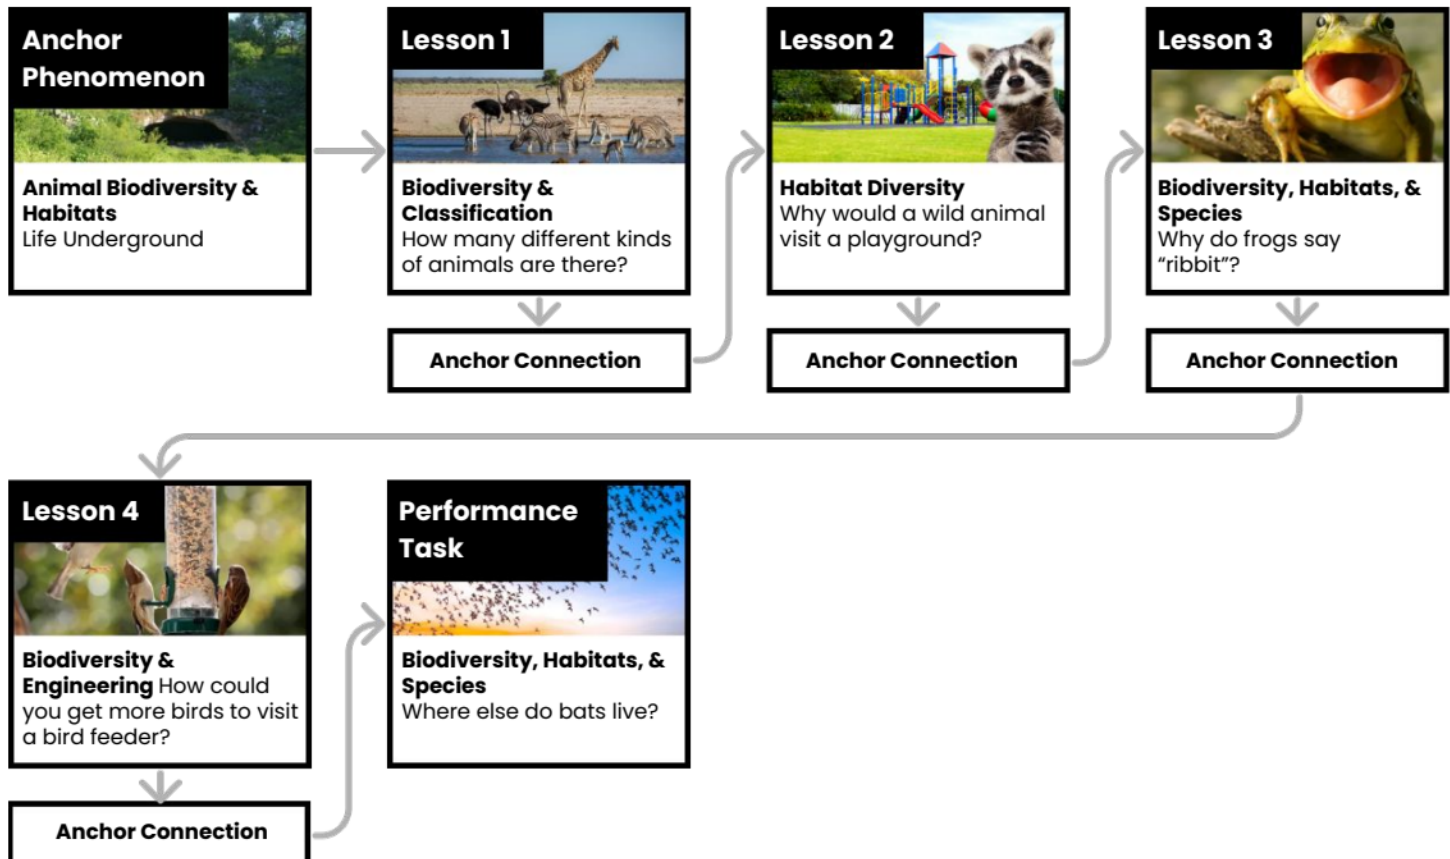 Anchor
Phenomenon
Animal Biodiversity &
Habitats
Life Underground
Lesson 1
Biodiversity &
Classification
How many different kinds
of animals are there?
Anchor Connection
Lesson 2
Habitat Diversity
Why would a wild animal
visit a playground?
Anchor Connection
Lesson 3
Biodiversity, Habitats, &
Species
Why do frogs say
“ribbit”?
Anchor Connection
Lesson 4
Biodiversity &
Engineering How could
you get more birds to visit
a bird feeder?
Anchor Connection
Performance
Task
Biodiversity, Habitats, &
Species
Where else do bats live?